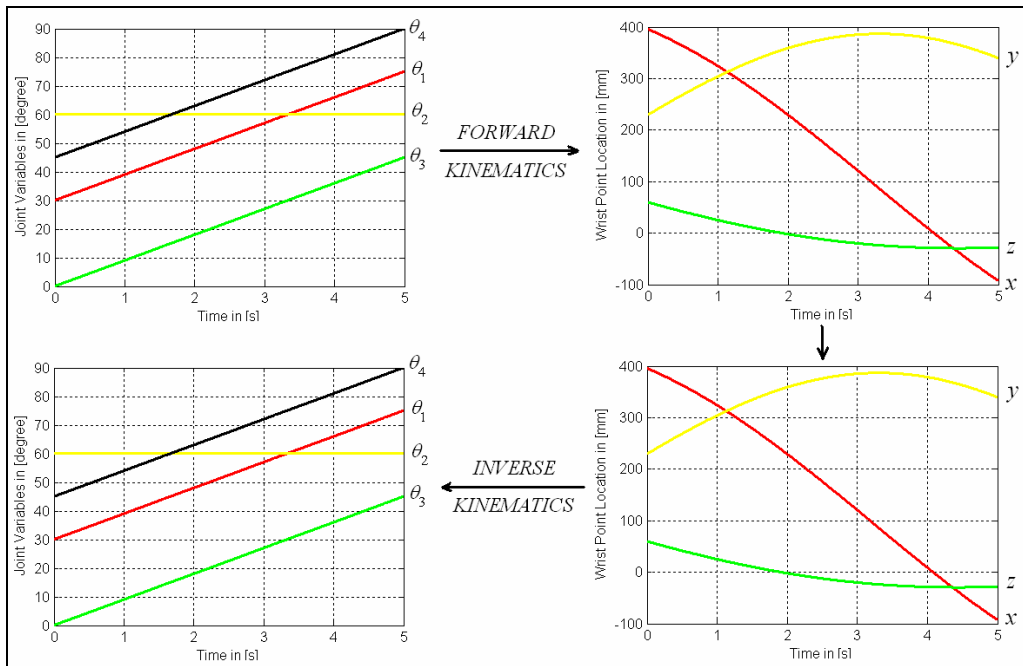 90
80
70
60
50
40
30
20
10
0
Joint Variables in [degree]
0 1 2 3 4 5
Time in [s]
θ4
θ1
θ2
θ3
FORWARD
KINEMATICS
400
300
200
100
0
-100
Wrist Point Location in [mm]
0 1 2 3 4 5
Time in [s]
y
z
x
90
80
70
60
50
40
30
20
10
0
Joint Variables in [degree]
0 1 2 3 4 5
Time in [s]
θ4
θ1
θ2
θ3
INVERSE
KINEMATICS
400
300
200
100
0
-100
Wrist Point Location in [mm]
0 1 2 3 4 5
Time in [s]
y
z
x